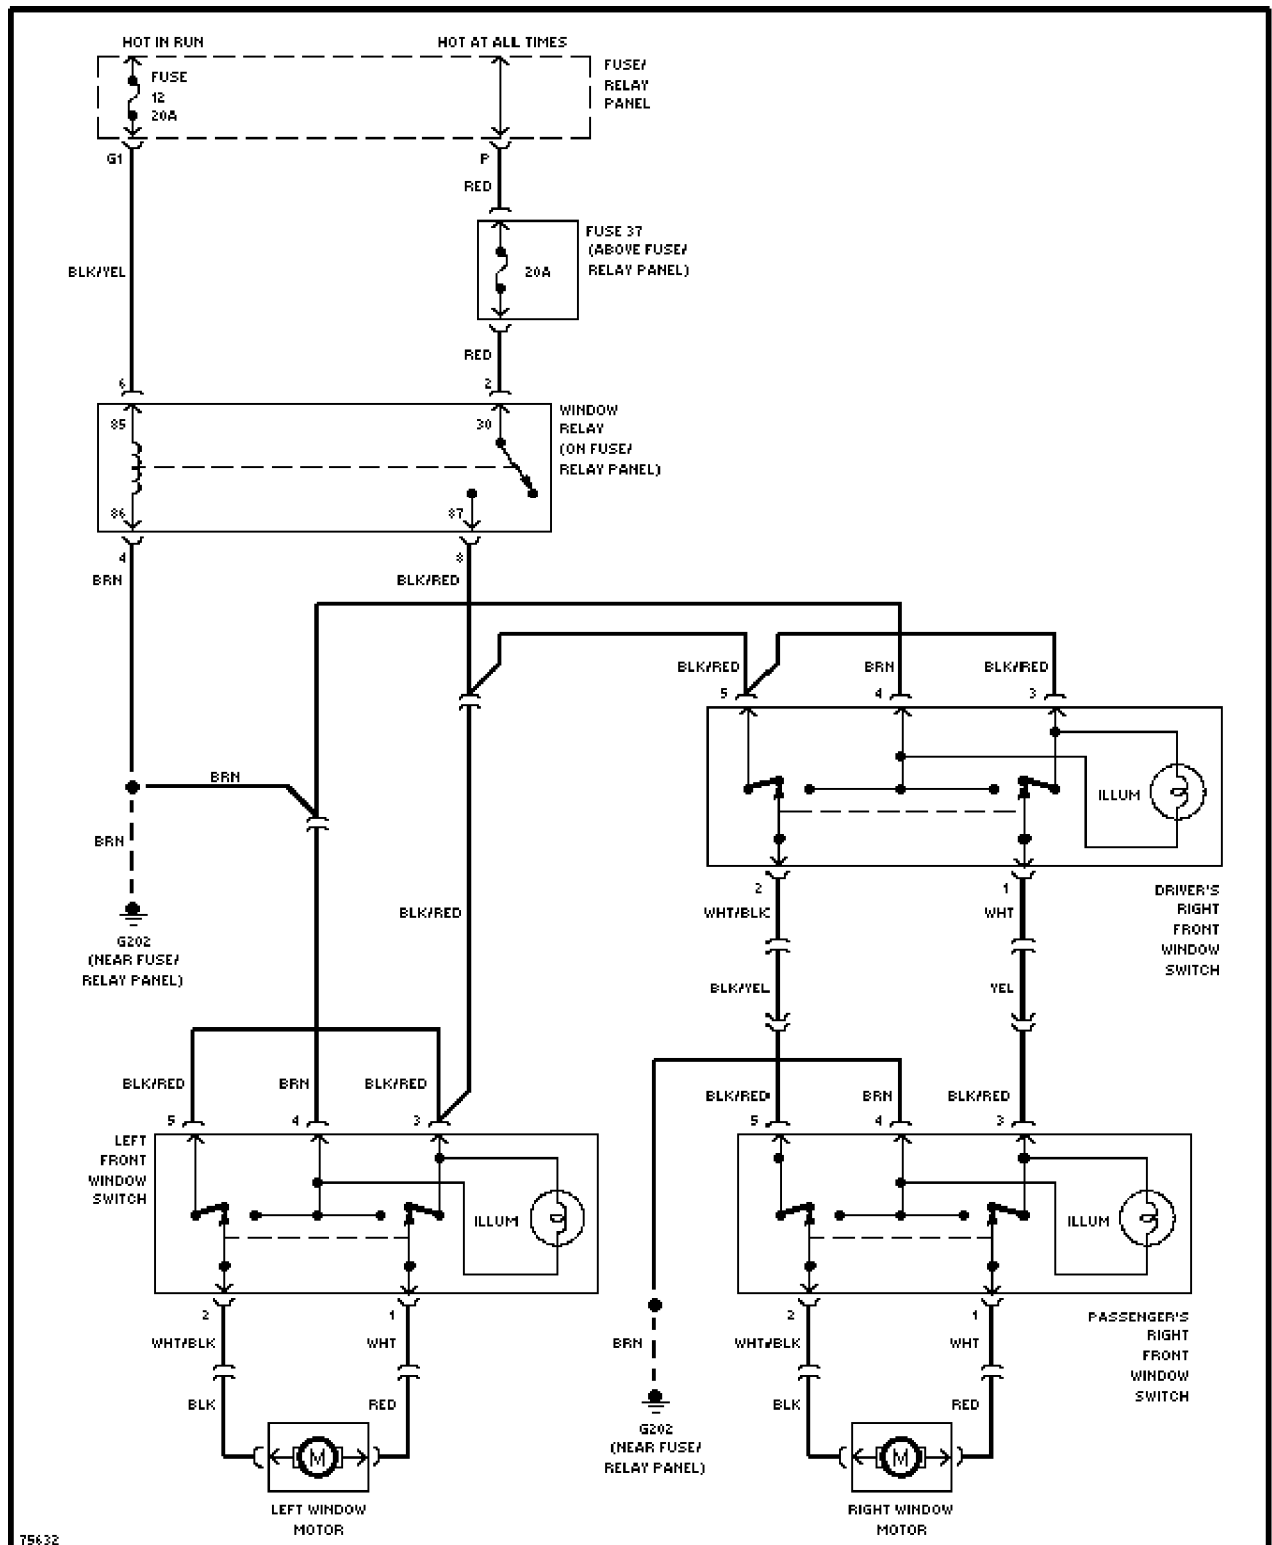 HOT IN RUN
HOT AT ALL TIMES
FUSE
12
20A
FUSE/
RELAY
PANEL
G1
P
RED
BLK/YEL
FUSE 37
(ABOVE FUSE/
RELAY PANEL)
20A
RED
6
2
85
30
WINDOW
RELAY
(ON FUSE/
RELAY PANEL)
86
87
4
8
BRN
BLK/RED
BLK/RED
BRN
BLK/RED
5
4
3
BRN
ILLUM
BRN
G202
(NEAR FUSE/
RELAY PANEL)
BLK/RED
2
1
WHT/BLK
WHT
DRIVER'S
RIGHT
FRONT
WINDOW
SWITCH
BLK/YEL
YEL
BLK/RED
BRN
BLK/RED
BLK/RED
BRN
BLK/RED
5
4
3
5
4
3
LEFT
FRONT
WINDOW
SWITCH
ILLUM
ILLUM
2
1
2
1
WHT/BLK
WHT
BRN
WHT/BLK
WHT
PASSENGER'S
RIGHT
FRONT
WINDOW
SWITCH
BLK
RED
BLK
RED
G202
(NEAR FUSE/
RELAY PANEL)
M
M
LEFT WINDOW
MOTOR
RIGHT WINDOW
MOTOR
75632